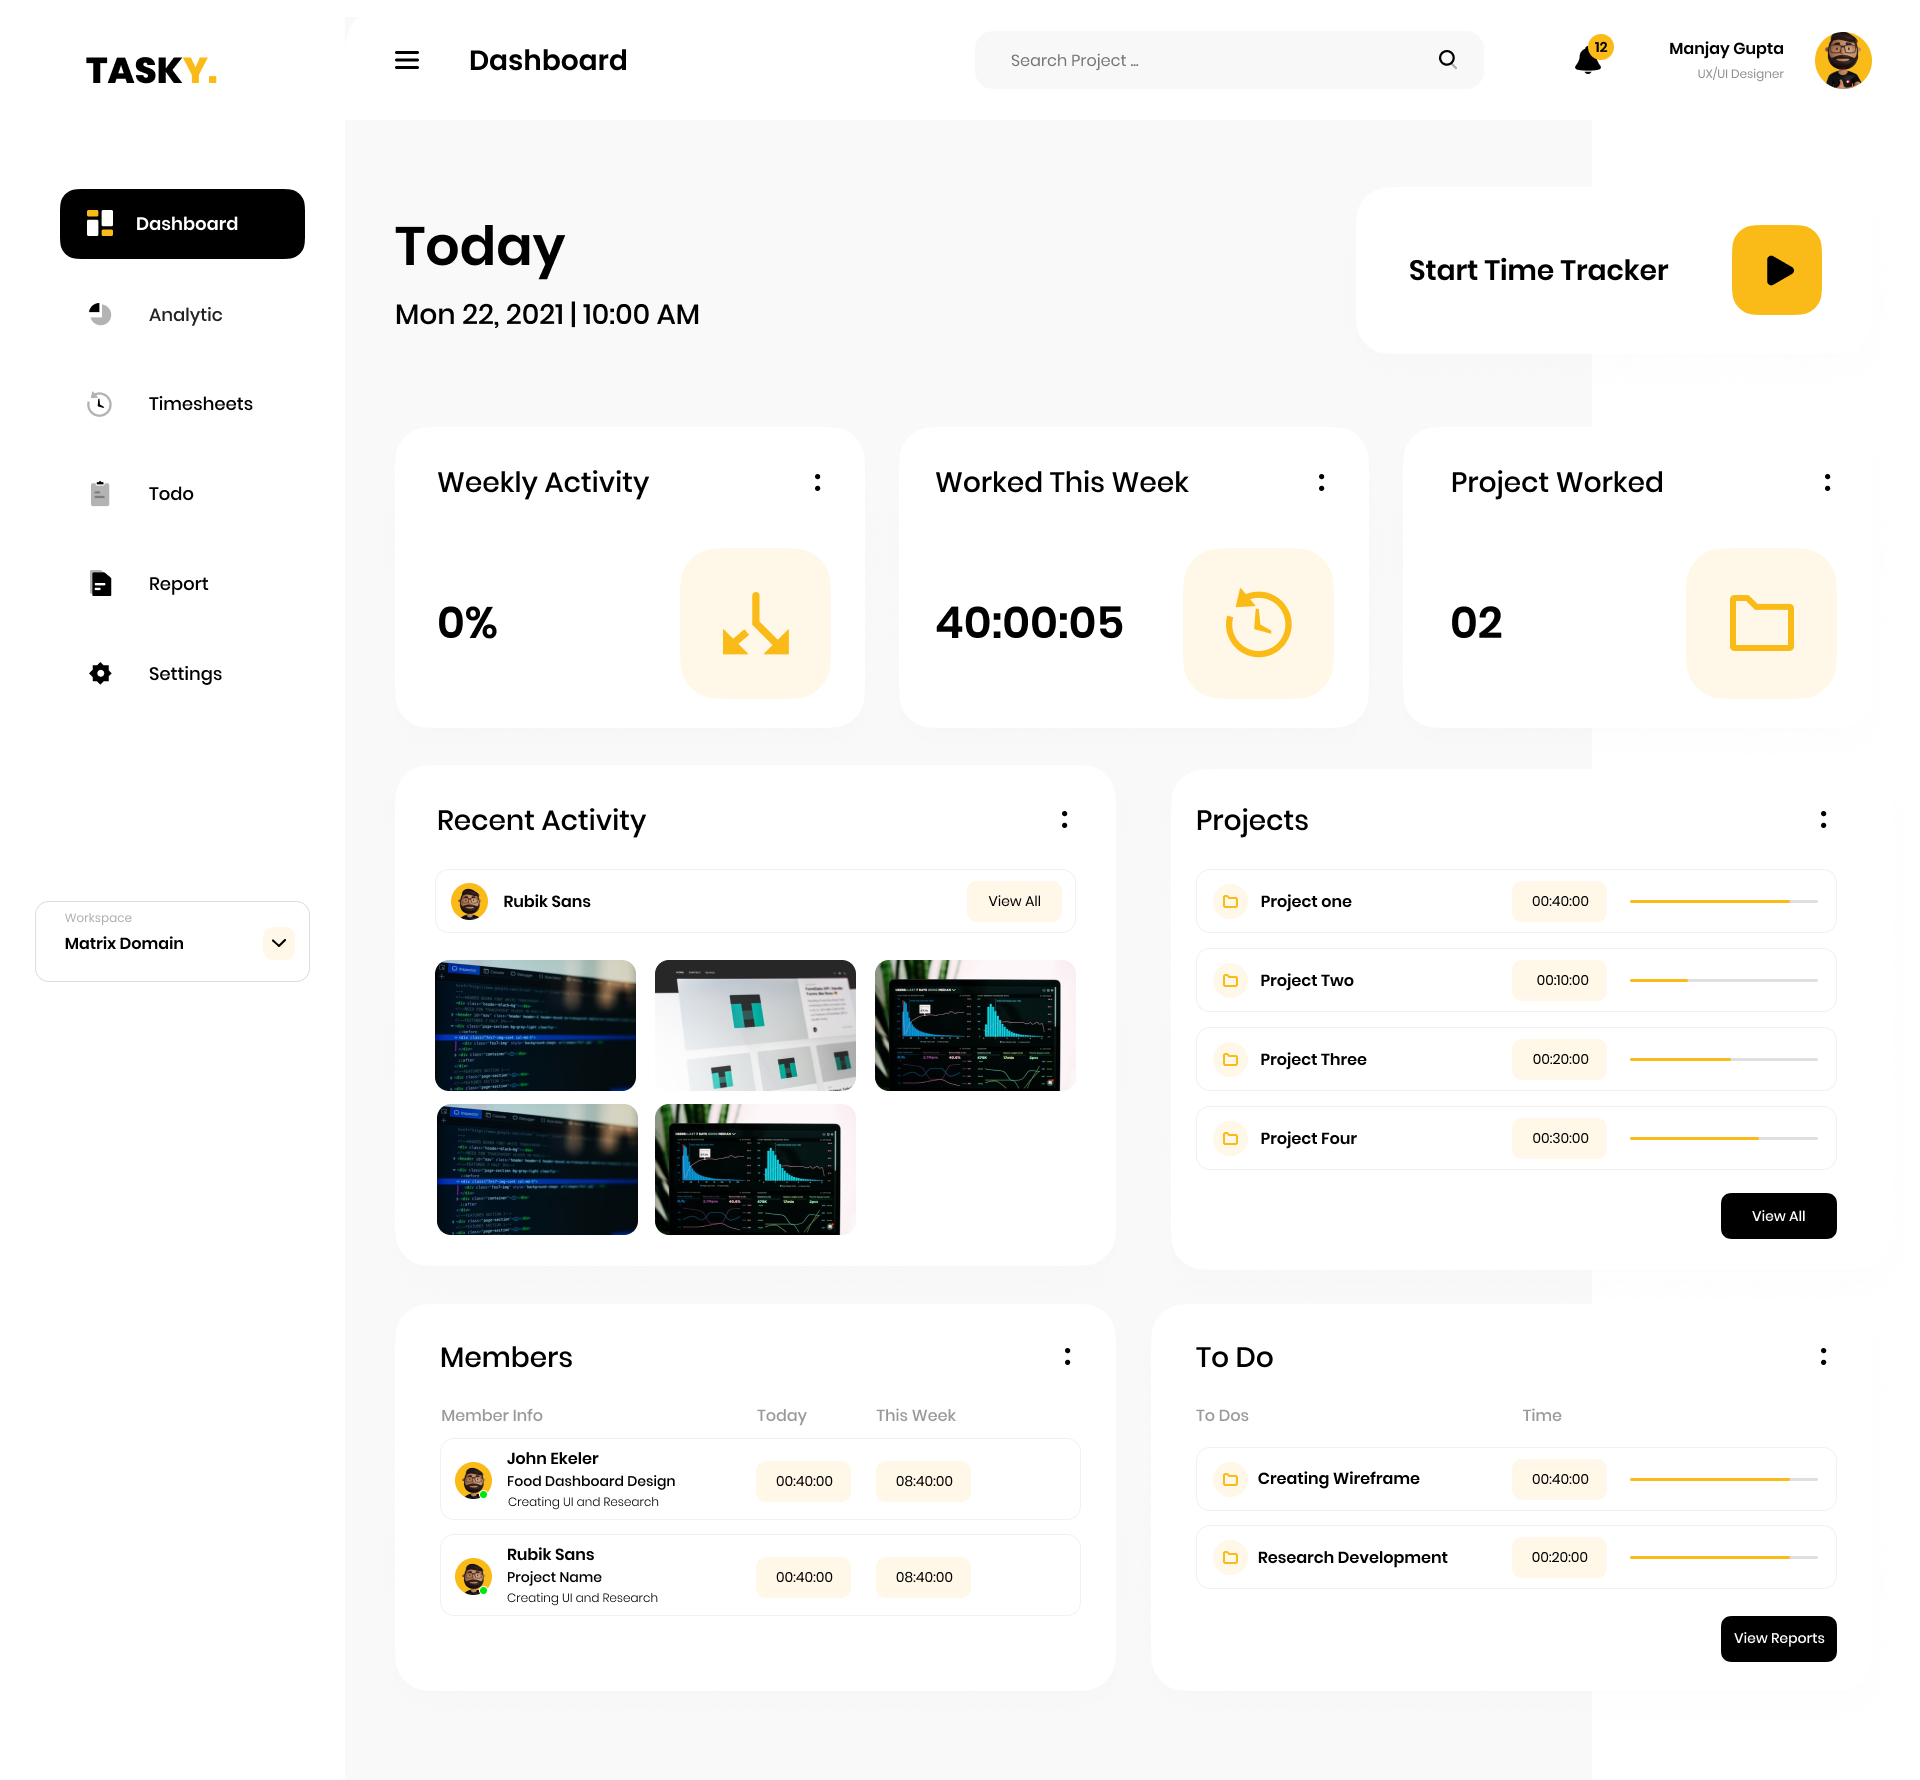 TASKY.
Dashboard
Search Project ...
12
Manjay Gupta
UX/UI Designer
Dashboard
Analytic
Timesheets
Todo
Report
Settings
Workspace
Matrix Domain
Today
Mon 22, 2021 | 10:00 AM
Start Time Tracker
Weekly Activity
0%
Worked This Week
40:00:05
Project Worked
02
Recent Activity
Rubik Sans
View All
Projects
Project one
00:40:00
Project Two
00:10:00
Project Three
00:20:00
Project Four
00:30:00
View All
Members
Member Info
Today
This Week
John Ekeler
Food Dashboard Design
Creating UI and Research
00:40:00
08:40:00
Rubik Sans
Project Name
Creating UI and Research
00:40:00
08:40:00
To Do
To Dos
Time
Creating Wireframe
00:40:00
Research Development
00:20:00
View Reports